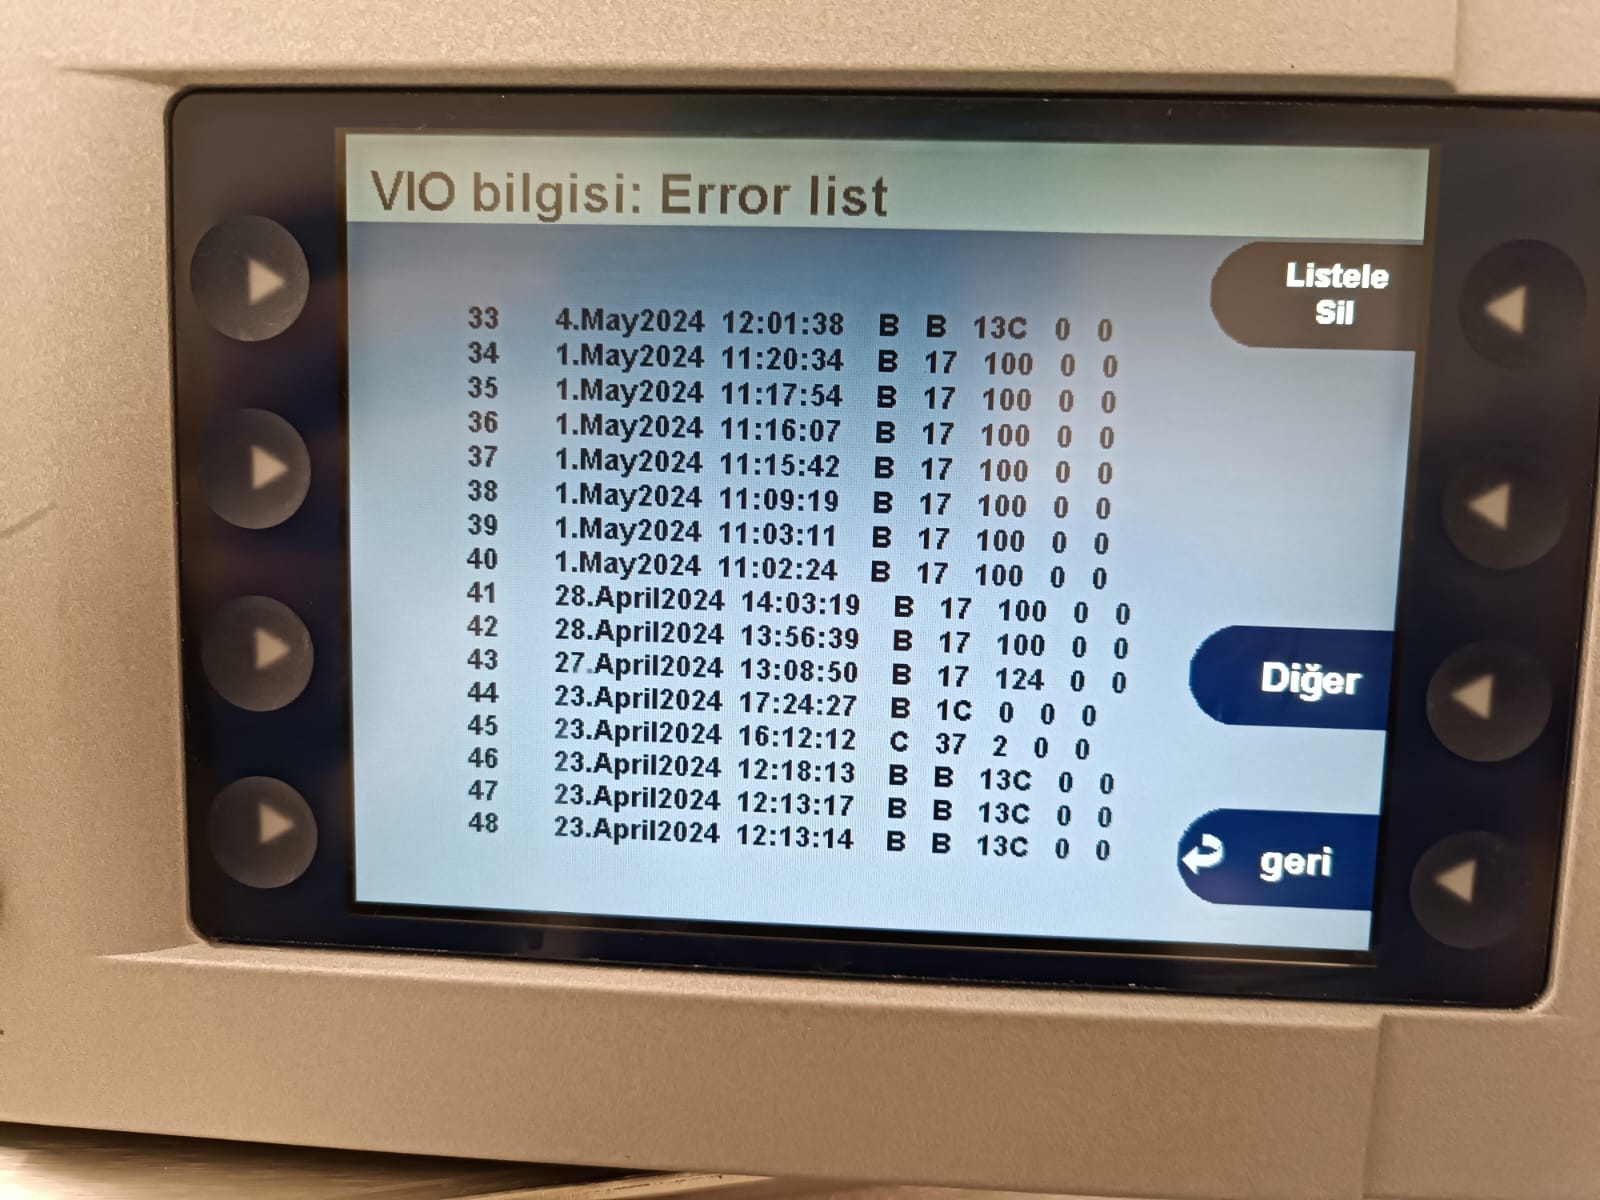 VIO bilgisi: Error list
Listele
Sil
33 4.May2024 12:01:38 B B 13C 0 0
34 1.May2024 11:20:34 B 17 100 0 0
35 1.May2024 11:17:54 B 17 100 0 0
36 1.May2024 11:16:07 B 17 100 0 0
37 1.May2024 11:15:42 B 17 100 0 0
38 1.May2024 11:09:19 B 17 100 0 0
39 1.May2024 11:03:11 B 17 100 0 0
40 1.May2024 11:02:24 B 17 100 0 0
41 28.April2024 14:03:19 B 17 100 0 0
42 28.April2024 13:56:39 B 17 100 0 0
43 27.April2024 13:08:50 B 17 124 0 0
44 23.April2024 17:24:27 B 1C 0 0 0
45 23.April2024 16:12:12 C 37 2 0 0
46 23.April2024 12:18:13 B B 13C 0 0
47 23.April2024 12:13:17 B B 13C 0 0
48 23.April2024 12:13:14 B B 13C 0 0
Diğer
geri